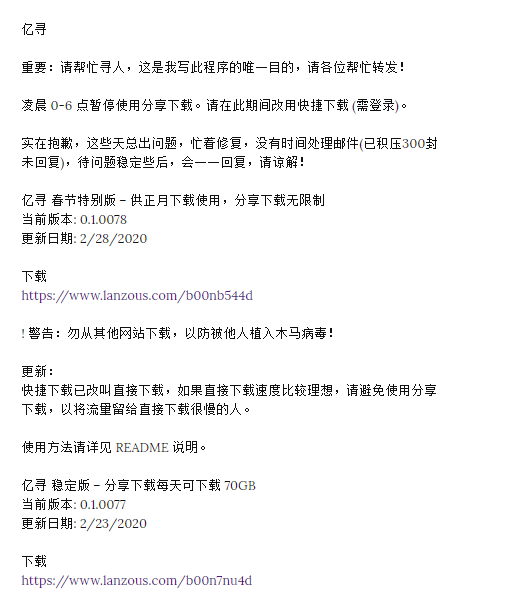 亿寻
重要：请帮忙寻人，这是我写此程序的唯一目的，请各位帮忙转发！
凌晨 0-6 点暂停使用分享下载。请在此期间改用快捷下载 (需登录)。
实在抱歉，这些天总出问题，忙着修复，没有时间处理邮件(已积压300封
未回复)，待问题稳定些后，会一一回复，请谅解！
亿寻 春节特别版 – 供正月下载使用，分享下载无限制
当前版本: 0.1.0078
更新日期: 2/28/2020
下载
https://www.lanzous.com/b00nb544d
! 警告：勿从其他网站下载，以防被他人植入木马病毒！
更新：
快捷下载已改叫直接下载，如果直接下载速度比较理想，请避免使用分享
下载，以将流量留给直接下载很慢的人。
使用方法请详见 README 说明。
亿寻 稳定版 – 分享下载每天可下载 70GB
当前版本: 0.1.0077
更新日期: 2/23/2020
下载
https://www.lanzous.com/b00n7nu4d